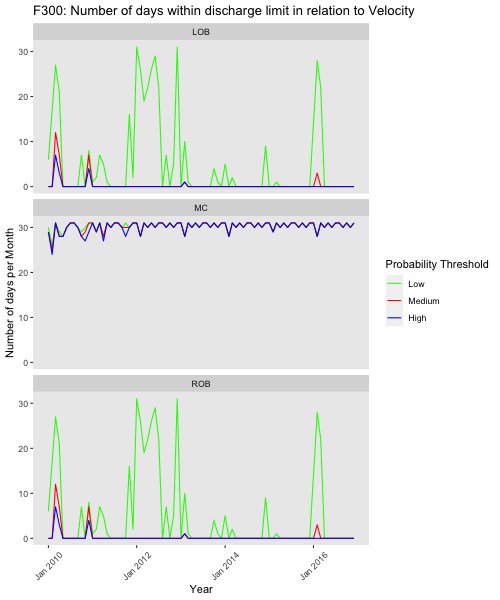 F300: Number of days within discharge limit in relation to Velocity
LOB
30
20
10
0
MC
30
20
10
0
ROB
30
20
10
0
Jan 2010
Jan 2012
Jan 2014
Jan 2016
Year
Number of days per Month
Probability Threshold
Low
Medium
High